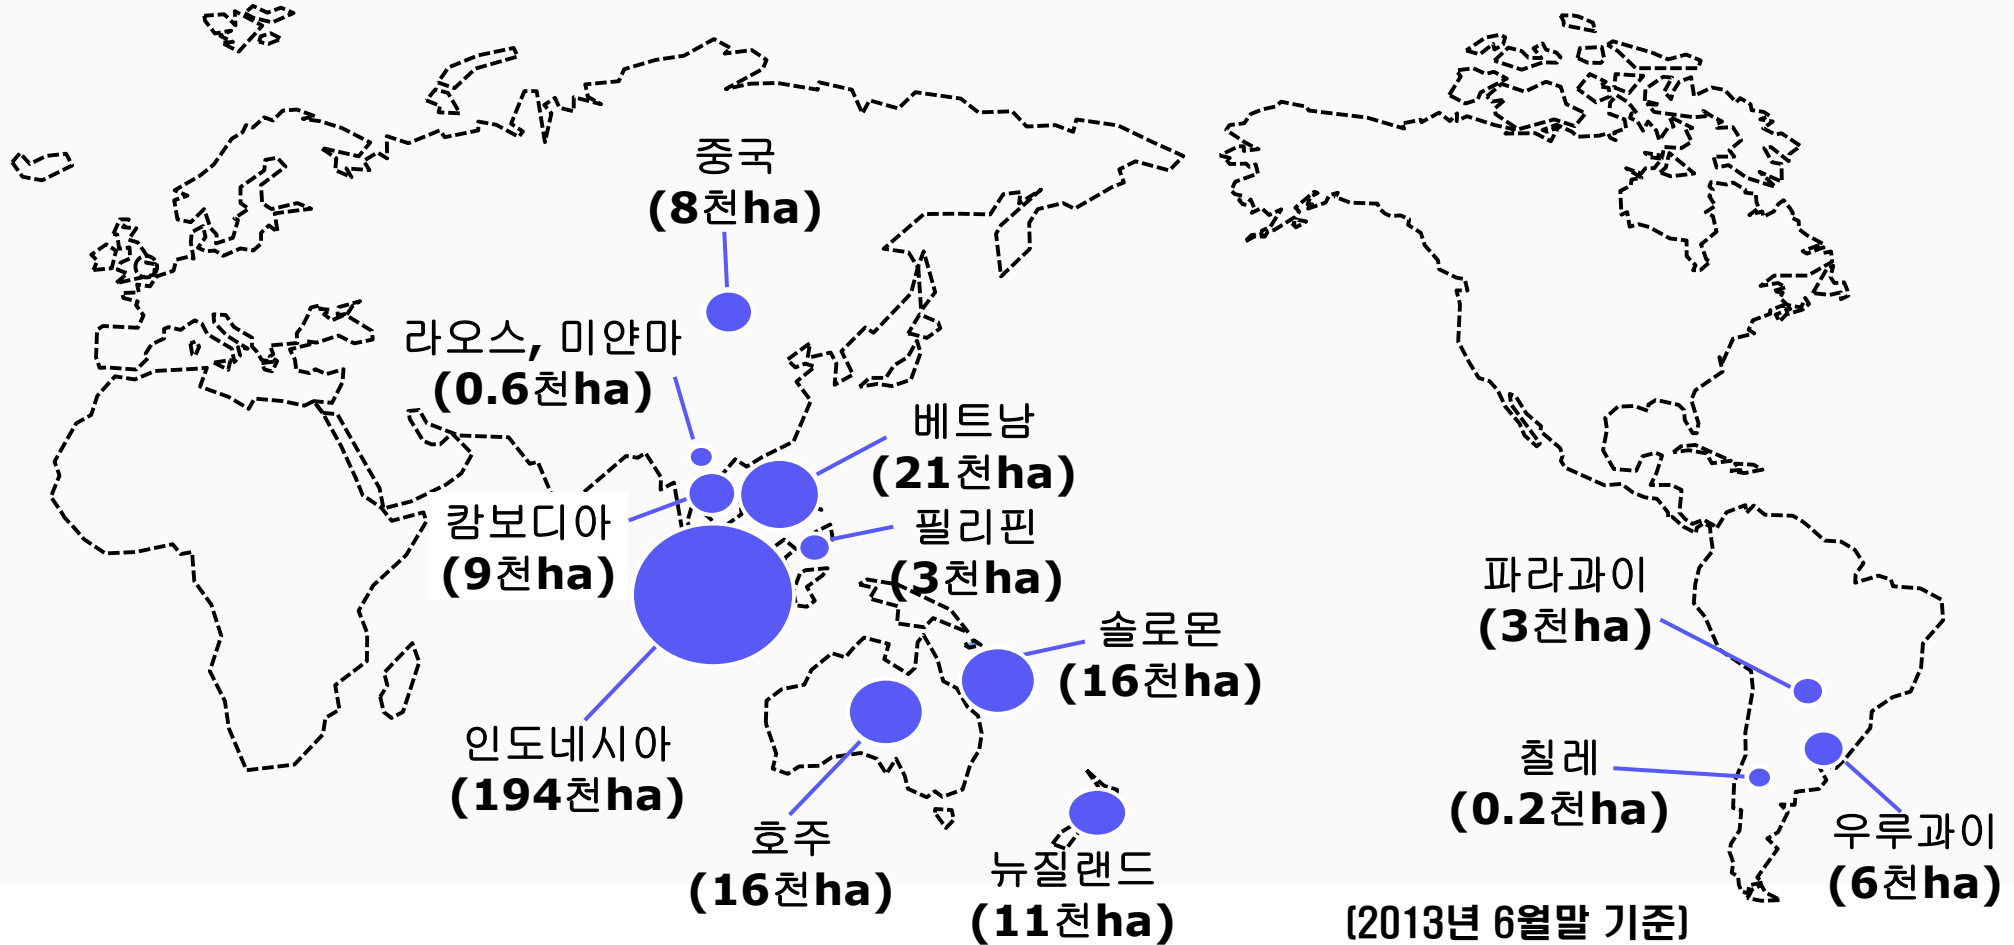 중국
(8천ha)
라오스, 미얀마
(0.6천ha)
베트남
(21천ha)
캄보디아
(9천ha)
필리핀
(3천ha)
솔로몬
(16천ha)
인도네시아
(194천ha)
호주
(16천ha)
뉴질랜드
(11천ha)
파라과이
(3천ha)
칠레
(0.2천ha)
우루과이
(6천ha)
(2013년 6월말 기준)